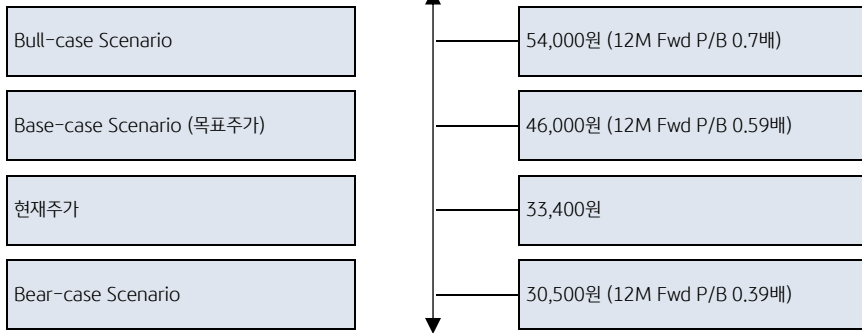 Bull-case Scenario
54,000원 (12M Fwd P/B 0.7배)
Base-case Scenario (목표주가)
46,000원 (12M Fwd P/B 0.59배)
현재주가
33,400원
Bear-case Scenario
30,500원 (12M Fwd P/B 0.39배)